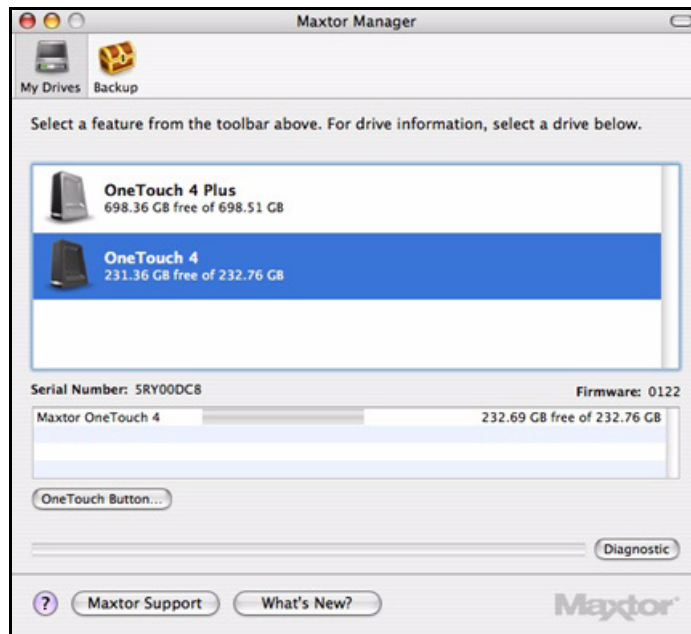 Maxtor Manager
My Drives Backup
Select a feature from the toolbar above. For drive information, select a drive below.
OneTouch 4 Plus
698.36 GB free of 698.51 GB
OneTouch 4
231.36 GB free of 232.76 GB
Serial Number: 5RY00DC8 Firmware: 0122
Maxtor OneTouch 4 232.69 GB free of 232.76 GB
OneTouch Button...
Diagnostic
? Maxtor Support What's New? Maxtor